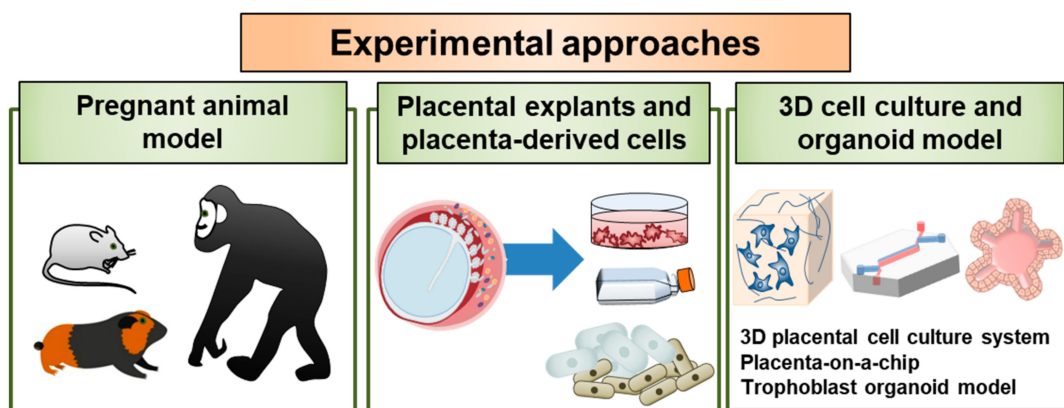 Experimental approaches
Pregnant animal
model
Placental explants and
placenta-derived cells
3D cell culture and
organoid model
3D placental cell culture system
Placenta-on-a-chip
Trophoblast organoid model